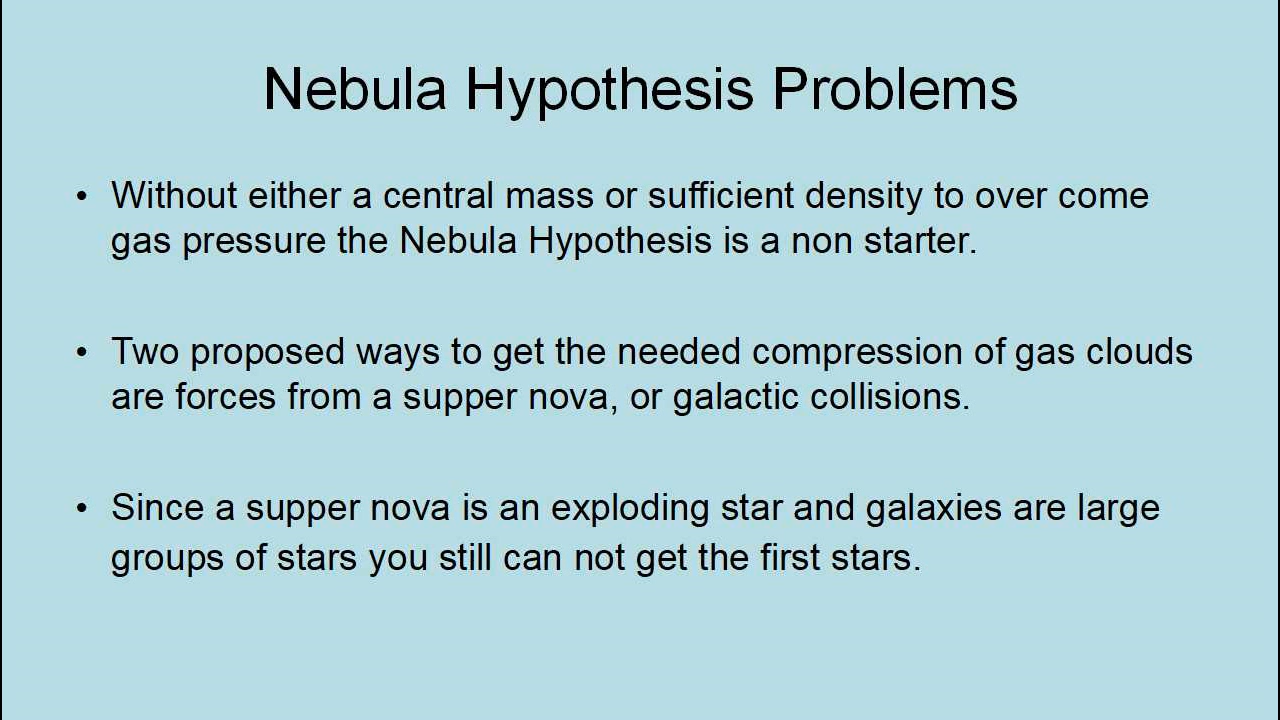 Nebula Hypothesis Problems
• Without either a central mass or sufficient density to over come
gas pressure the Nebula Hypothesis is a non starter.
• Two proposed ways to get the needed compression of gas clouds
are forces from a supper nova, or galactic collisions.
• Since a supper nova is an exploding star and galaxies are large
groups of stars you still can not get the first stars.